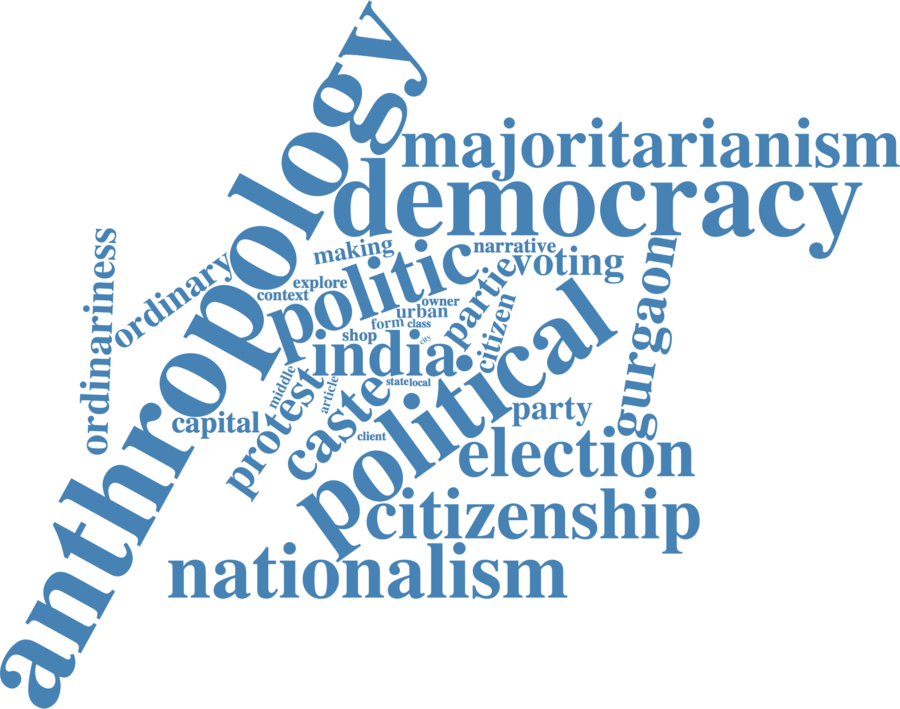 anthropology
majoritarianism
democracy
ordinariness
ordinary
making
politic
narrative
voting
gurgaon
explore
context
partie
owner
urban
citizen
form
class
shop
city
india
political
middle
protest
article
caste
state
local
party
capital
client
election
citizenship
nationalism